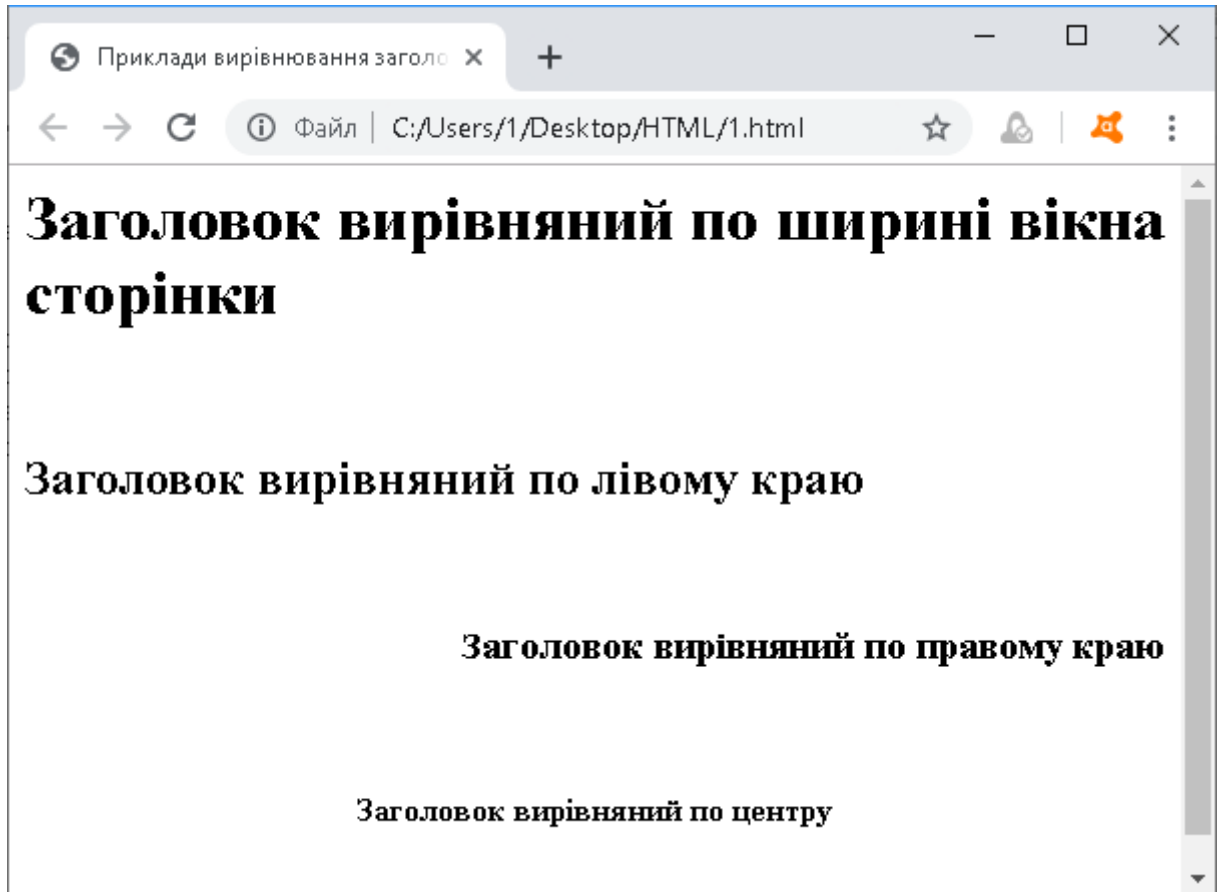 Приклади вирівнювання заголо
Файл | C:/Users/1/Desktop/HTML/1.html
Заголовок вирівняний по ширині вікна
сторінки
Заголовок вирівняний по лівому краю
Заголовок вирівняний по правому краю
Заголовок вирівняний по центру